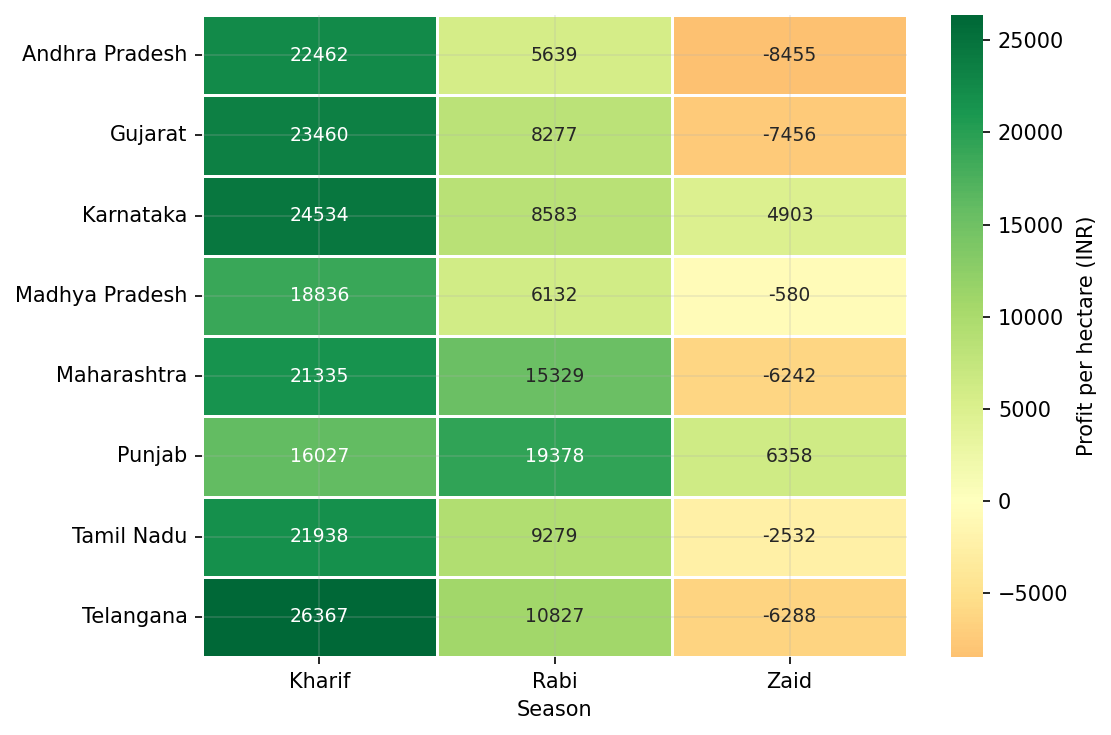 Andhra Pradesh 22462 5639 -8455
Gujarat 23460 8277 -7456
Karnataka 24534 8583 4903
Madhya Pradesh 18836 6132 -580
Maharashtra 21335 15329 -6242
Punjab 16027 19378 6358
Tamil Nadu 21938 9279 -2532
Telangana 26367 10827 -6288
Kharif Rabi Zaid
Season
25000
20000
15000
10000
5000
0
−5000
Profit per hectare (INR)